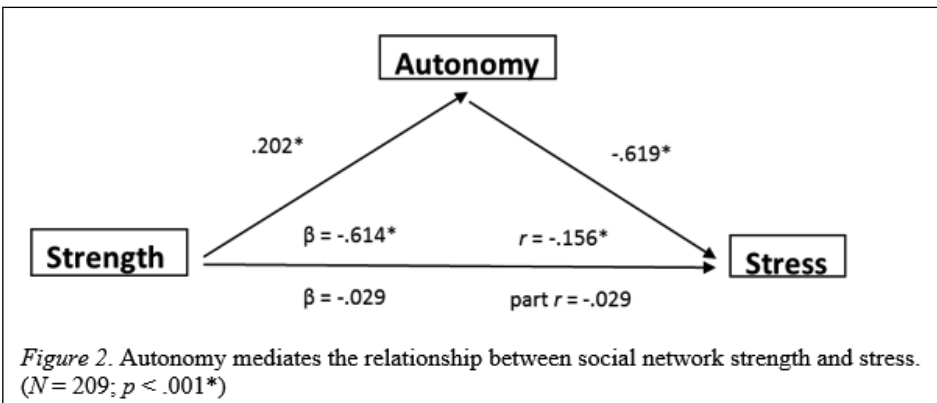 Autonomy
.202*
-.619*
β = -.614*
r = -.156*
Strength
Stress
β = -.029
part r = -.029
Figure 2. Autonomy mediates the relationship between social network strength and stress.
(N = 209; p < .001*)